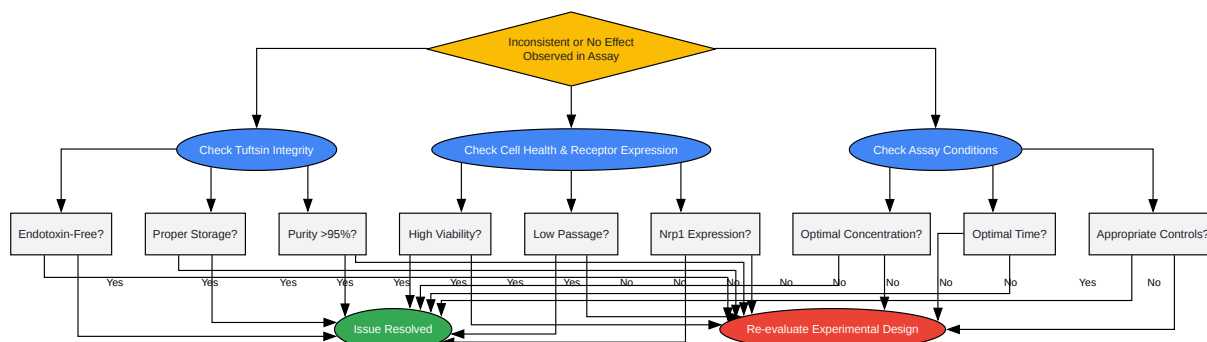 Inconsistent or No Effect
Observed in Assay
Check Tuftsin Integrity
Check Cell Health & Receptor Expression
Check Assay Conditions
Endotoxin-Free?
Proper Storage?
Purity >95%?
High Viability?
Low Passage?
Nrp1 Expression?
Optimal Concentration?
Optimal Time?
Appropriate Controls?
Yes
Yes
Yes
Yes
Yes
Yes
Yes
Yes
No
No
No
No
No
No
No
Yes
No
Issue Resolved
Re-evaluate Experimental Design